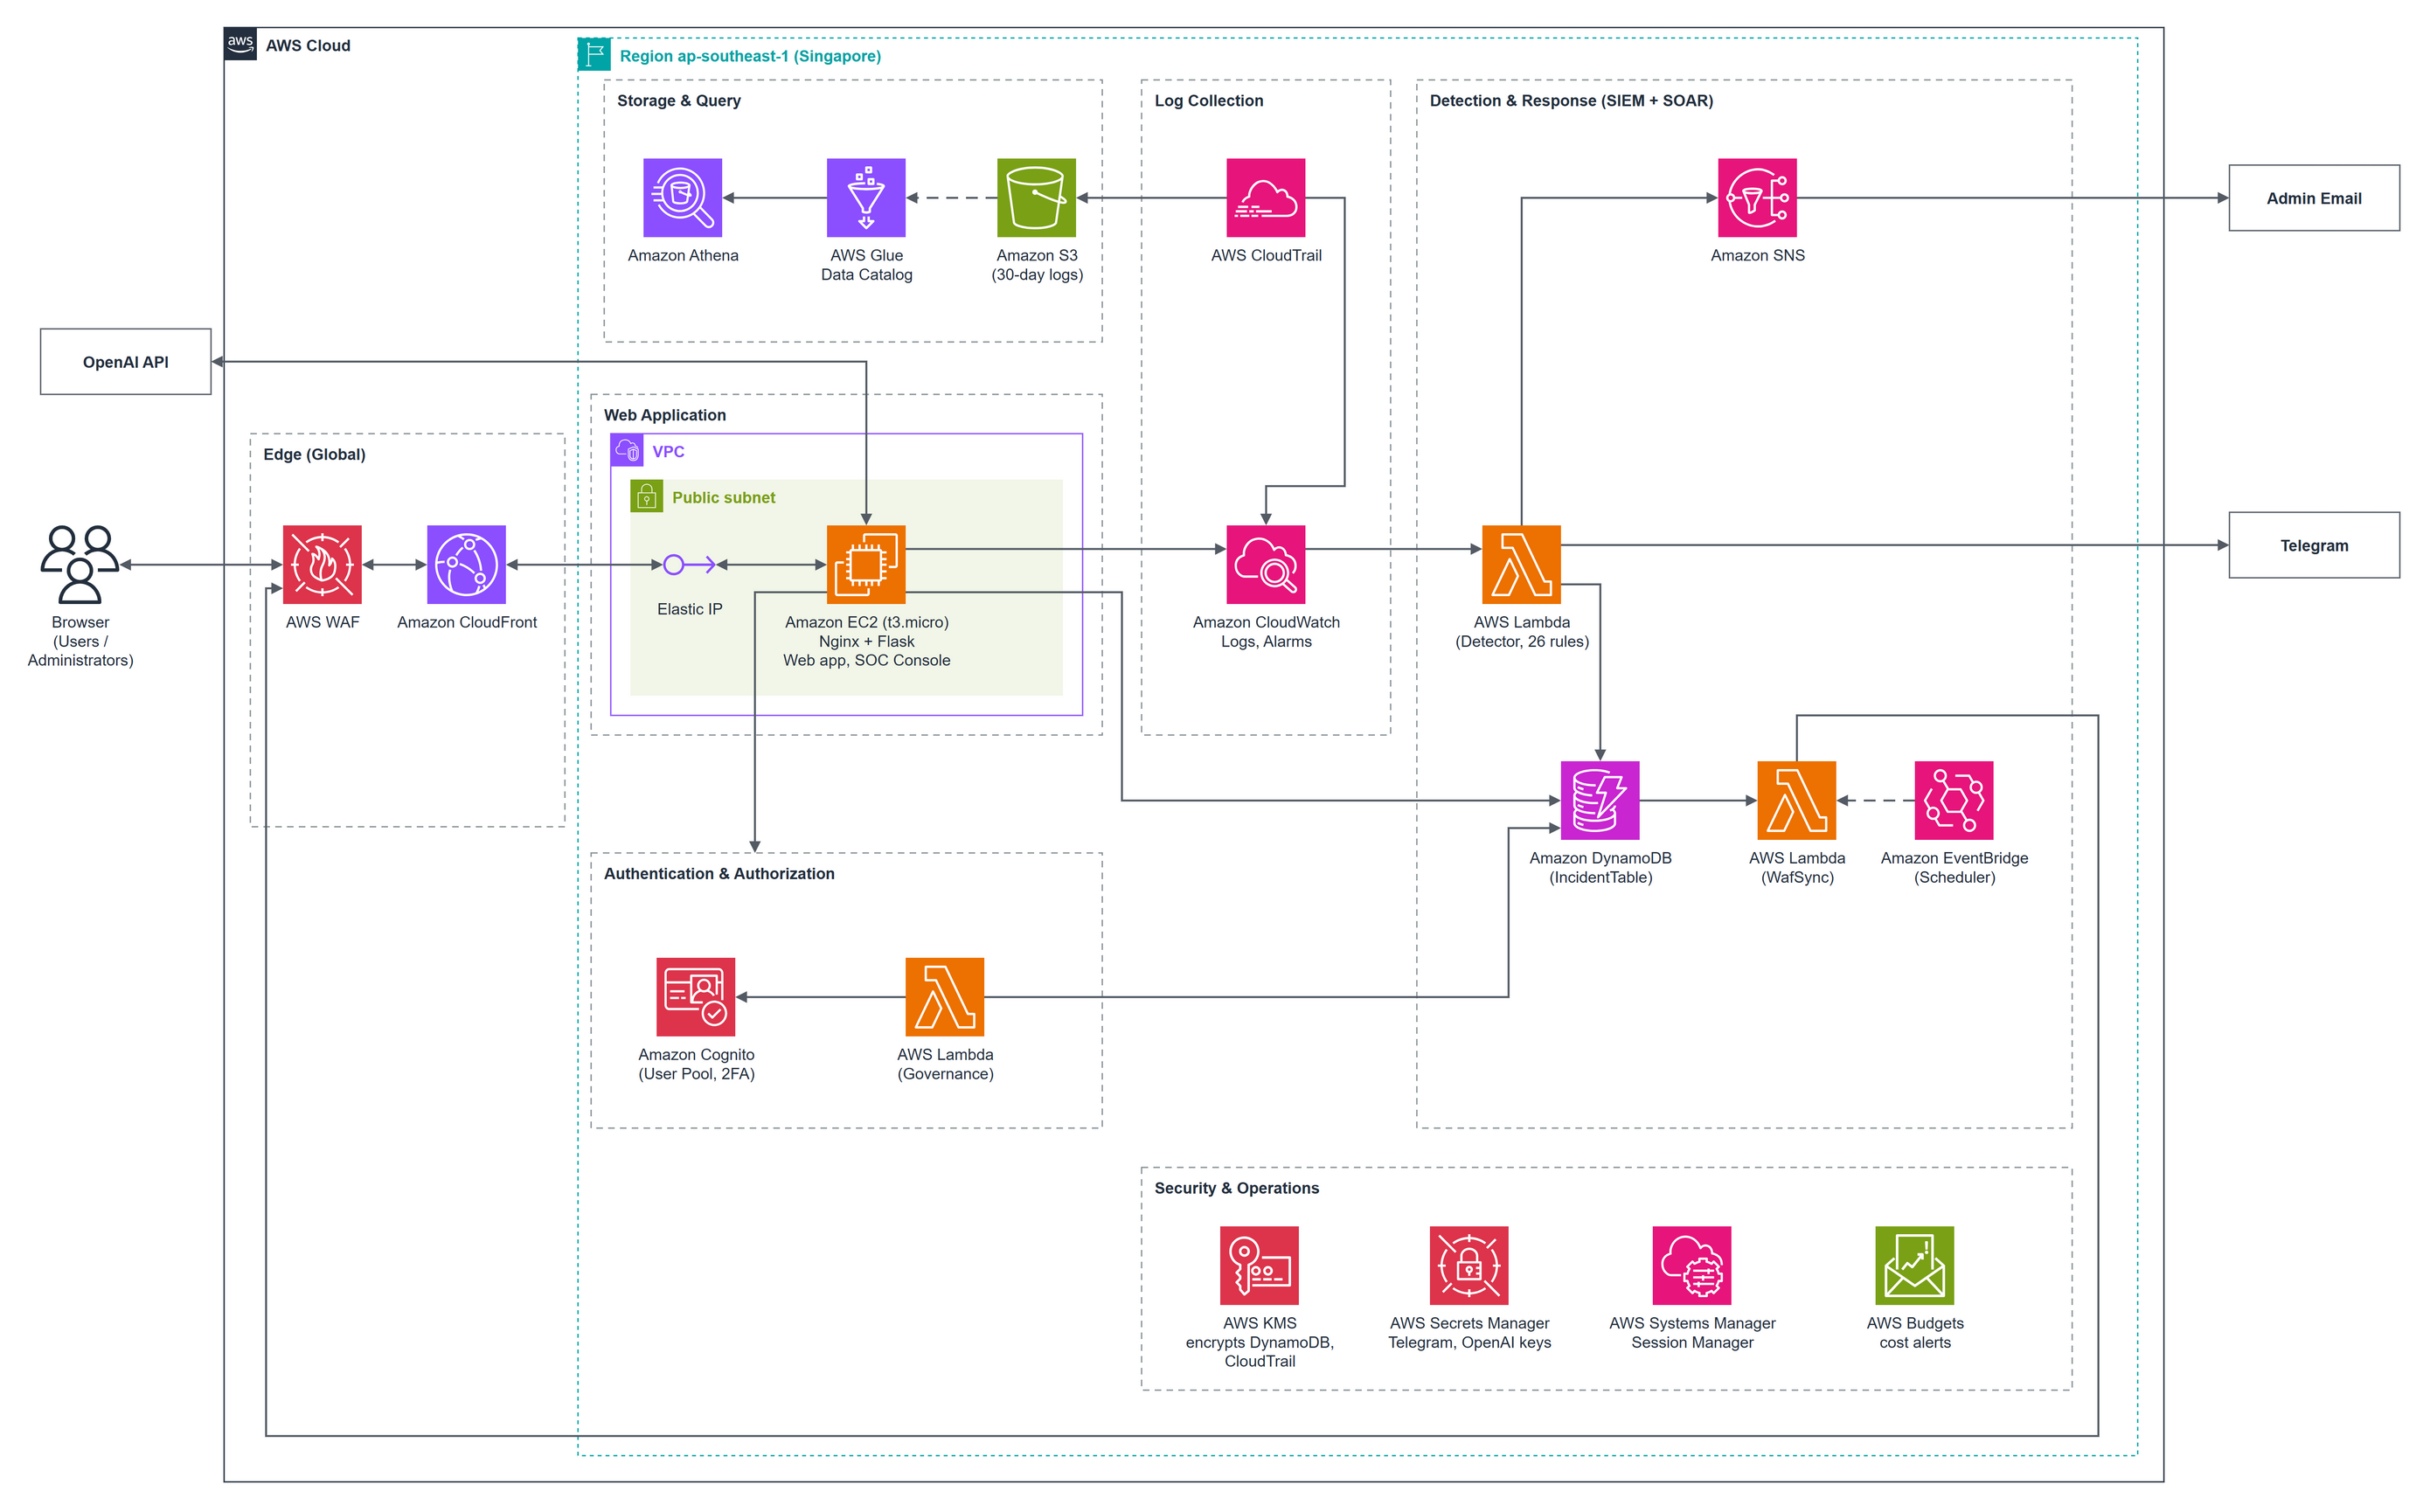 aws
AWS Cloud
Region ap-southeast-1 (Singapore)
Storage & Query
Log Collection
Detection & Response (SIEM + SOAR)
Amazon Athena
AWS Glue
Data Catalog
Amazon S3
(30-day logs)
AWS CloudTrail
Amazon SNS
Admin Email
OpenAI API
Web Application
VPC
Public subnet
Edge (Global)
Browser
(Users /
Administrators)
AWS WAF
Amazon CloudFront
Elastic IP
Amazon EC2 (t3.micro)
Nginx + Flask
Web app, SOC Console
Amazon CloudWatch
Logs, Alarms
AWS Lambda
(Detector, 26 rules)
Telegram
Amazon DynamoDB
(IncidentTable)
AWS Lambda
(WafSync)
Amazon EventBridge
(Scheduler)
Authentication & Authorization
Amazon Cognito
(User Pool, 2FA)
AWS Lambda
(Governance)
Security & Operations
AWS KMS
encrypts DynamoDB,
CloudTrail
AWS Secrets Manager
Telegram, OpenAI keys
AWS Systems Manager
Session Manager
AWS Budgets
cost alerts